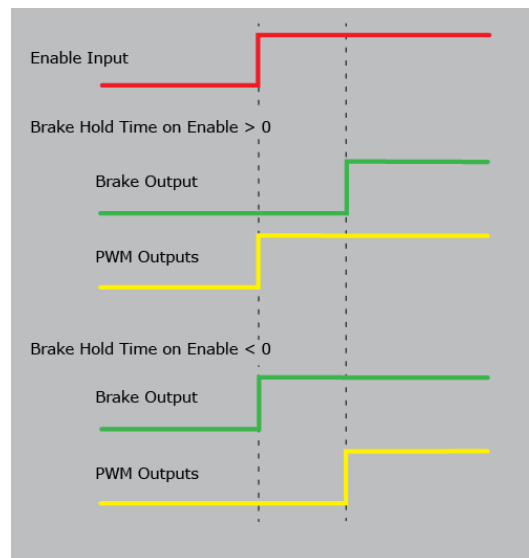 Enable Input
Brake Hold Time on Enable > 0
Brake Output
PWM Outputs
Brake Hold Time on Enable < 0
Brake Output
PWM Outputs